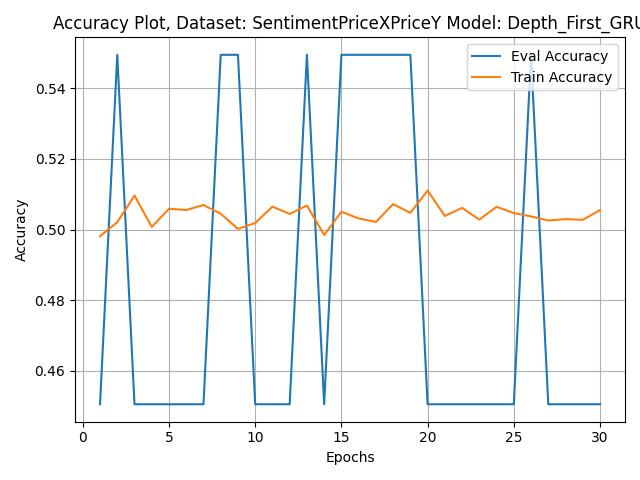 Accuracy Plot, Dataset: SentimentPriceXPriceY Model: Depth_First_GRU
Eval Accuracy
Train Accuracy
0.54
0.52
0.50
0.48
0.46
Accuracy
0 5 10 15 20 25 30
Epochs